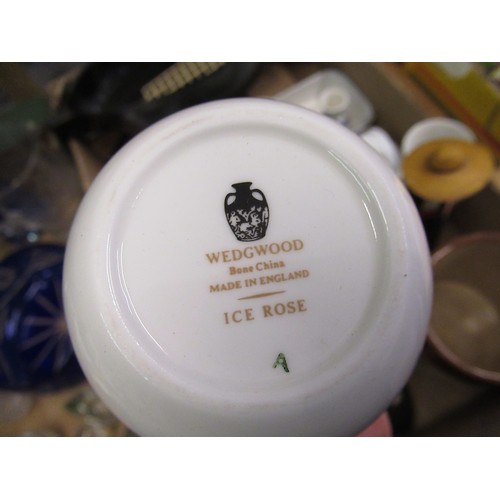 WEDGWOOD
Bone China
MADE IN ENGLAND
ICE ROSE
A